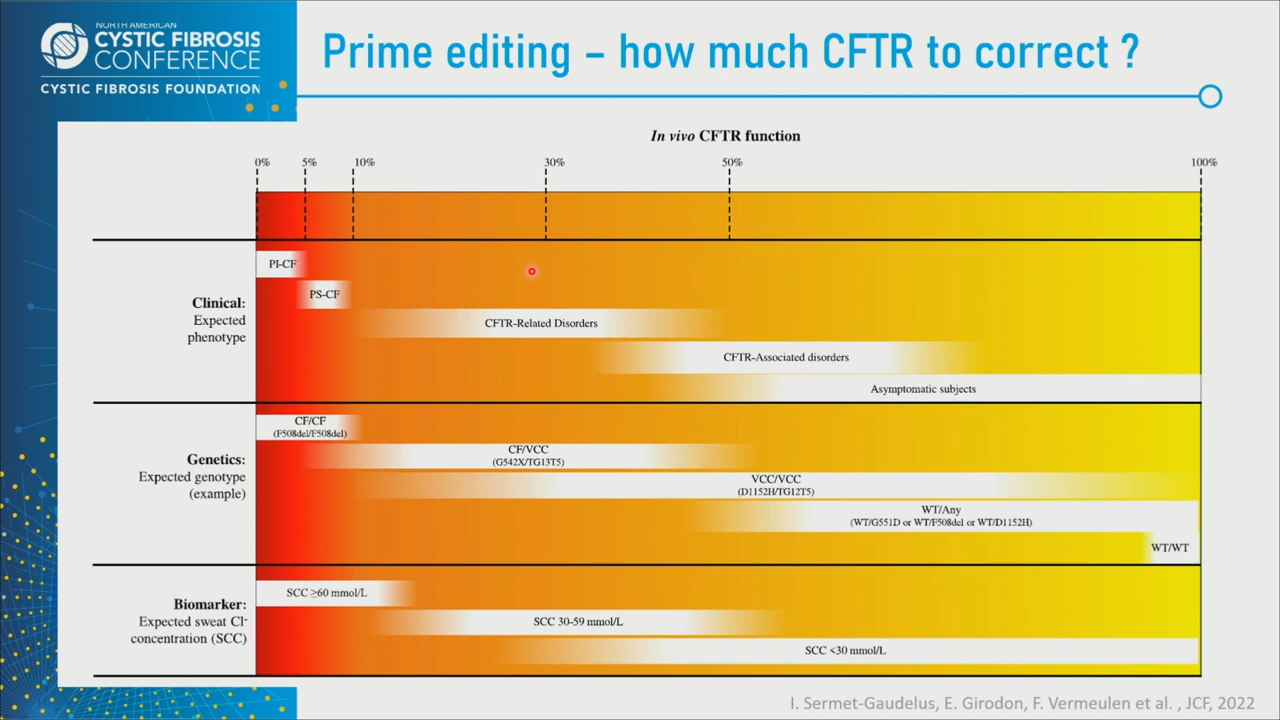 NORTH AMERICAN
CYSTIC FIBROSIS
CONFERENCE
CYSTIC FIBROSIS FOUNDATION
Prime editing – how much CFTR to correct ?
In vivo CFTR function
0% 5% 10% 30% 50% 100%
Clinical:
Expected
phenotype
PI-CF
PS-CF
CFTR-Related Disorders
CFTR-Associated disorders
Asymptomatic subjects
Genetics:
Expected genotype
(example)
CF/CF
(F508del/F508del)
CF/VCC
(G542X/TG13T5)
VCC/VCC
(D1152H/TG12T5)
WT/Any
(WT/G551D or WT/F508del or WT/D1152H)
WT/WT
Biomarker:
Expected sweat Cl-
concentration (SCC)
SCC ≥60 mmol/L
SCC 30-59 mmol/L
SCC <30 mmol/L
I. Sermet-Gaudelus, E. Girodon, F. Vermeulen et al. , JCF, 2022